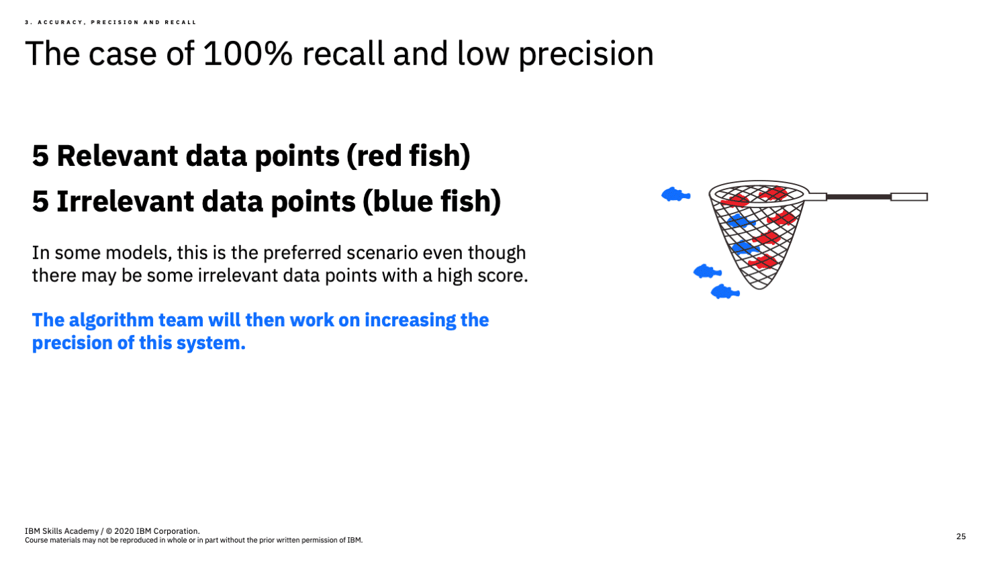 3. ACCURACY, PRECISION AND RECALL
The case of 100% recall and low precision
5 Relevant data points (red fish)
5 Irrelevant data points (blue fish)
In some models, this is the preferred scenario even though
there may be some irrelevant data points with a high score.
The algorithm team will then work on increasing the
precision of this system.
IBM Skills Academy / © 2020 IBM Corporation.
Course materials may not be reproduced in whole or in part without the prior written permission of IBM.
25